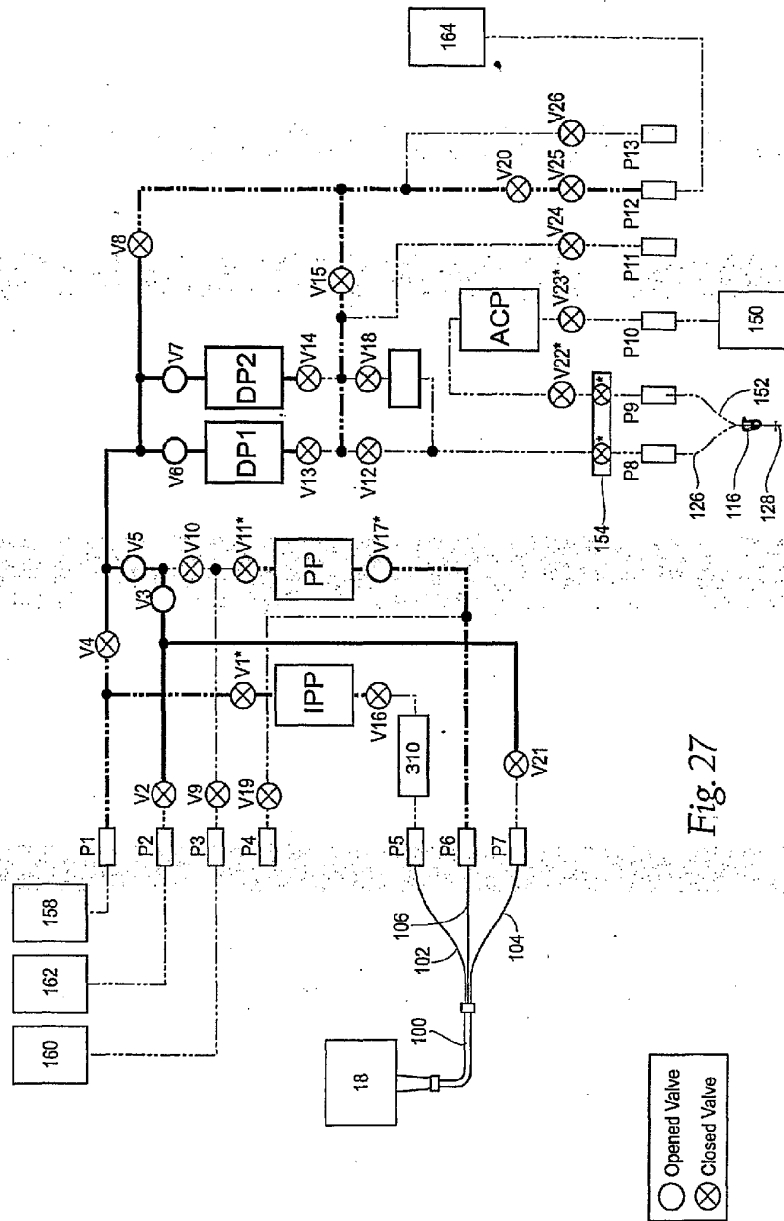 158
162
160
P1
P2
P3
P4
V2
V9
V19
V4
V3
V5
V10
V11*
V1*
IPP
V16
PP
V17*
310
P5
P6
P7
V21
102
106
104
100
18
V6
V7
V8
DP1
DP2
V13
V14
V15
V12
V18
V20
V24
V25
V26
ACP
V22*
V23*
154
*
*
P8
P9
P10
P11
P12
P13
164
150
126
152
116
128
Fig. 27
Opened Valve
Closed Valve